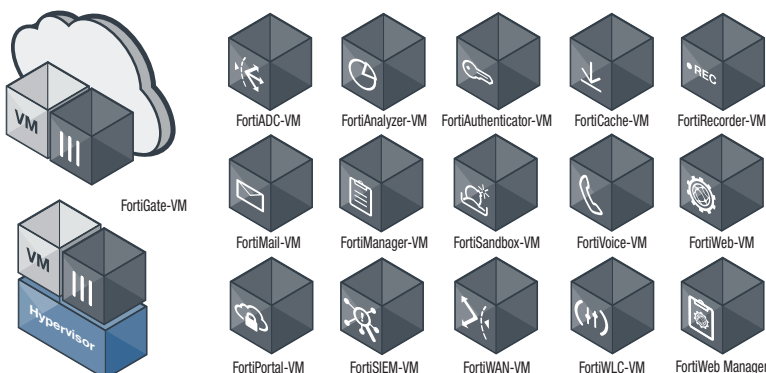 VM
FortiGate-VM
VM
Hypervisor
FortiADC-VM FortiAnalyzer-VM FortiAuthenticator-VM FortiCache-VM FortiRecorder-VM
REC
FortiMail-VM FortiManager-VM FortiSandbox-VM FortiVoice-VM FortiWeb-VM
FortiPortal-VM FortiSIEM-VM FortiWAN-VM FortiWLC-VM FortiWeb Manager